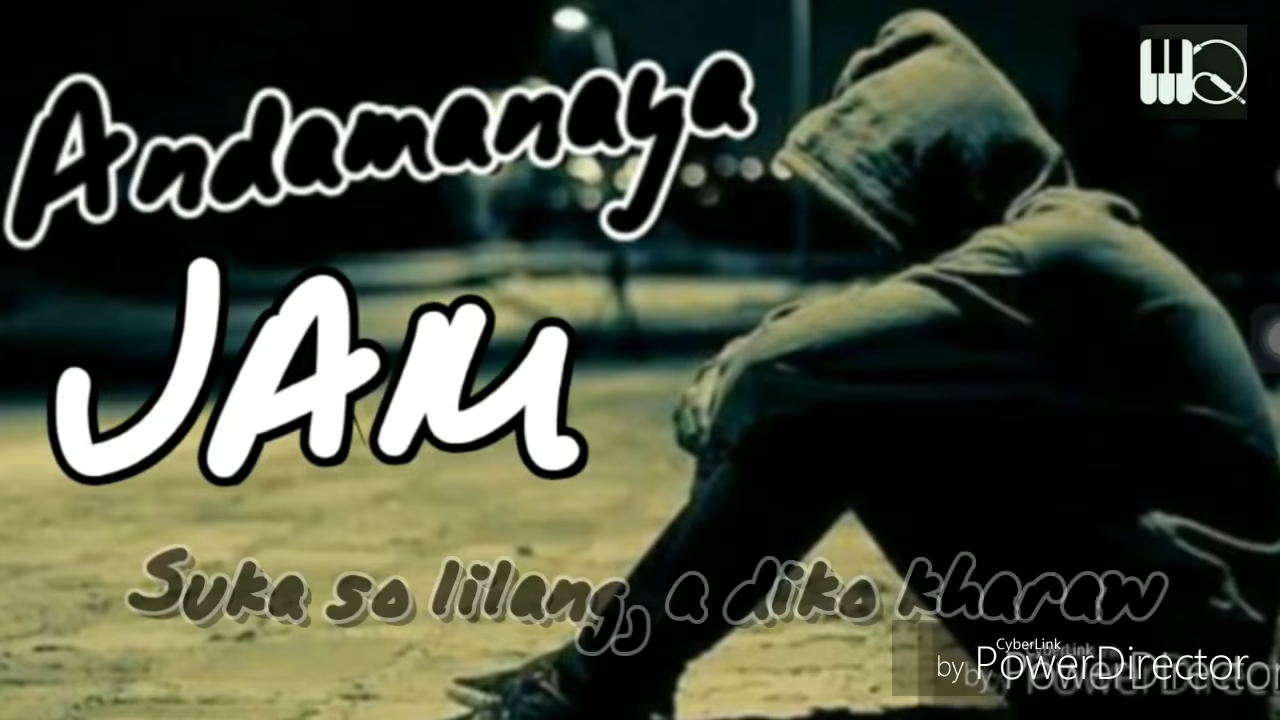 Andamanaya
JAM
Suka so lilang, a diko kharaw
CyberLink
by PowerDirector